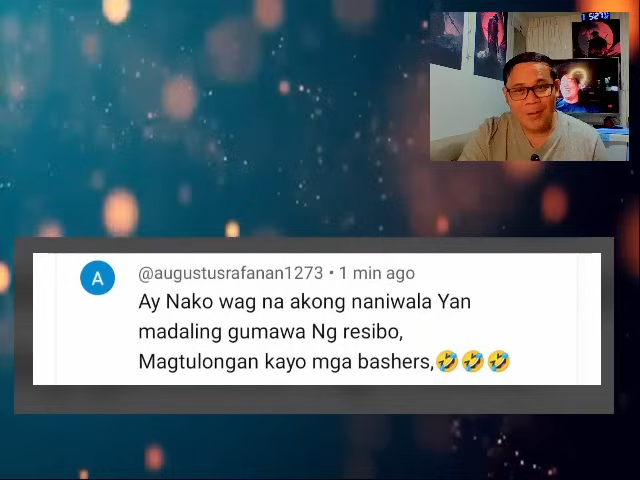 A
@augustusrafanan1273 • 1 min ago
Ay Nako wag na akong naniwala Yan
madaling gumawa Ng resibo,
Magtulongan kayo mga bashers,🤣🤣🤣